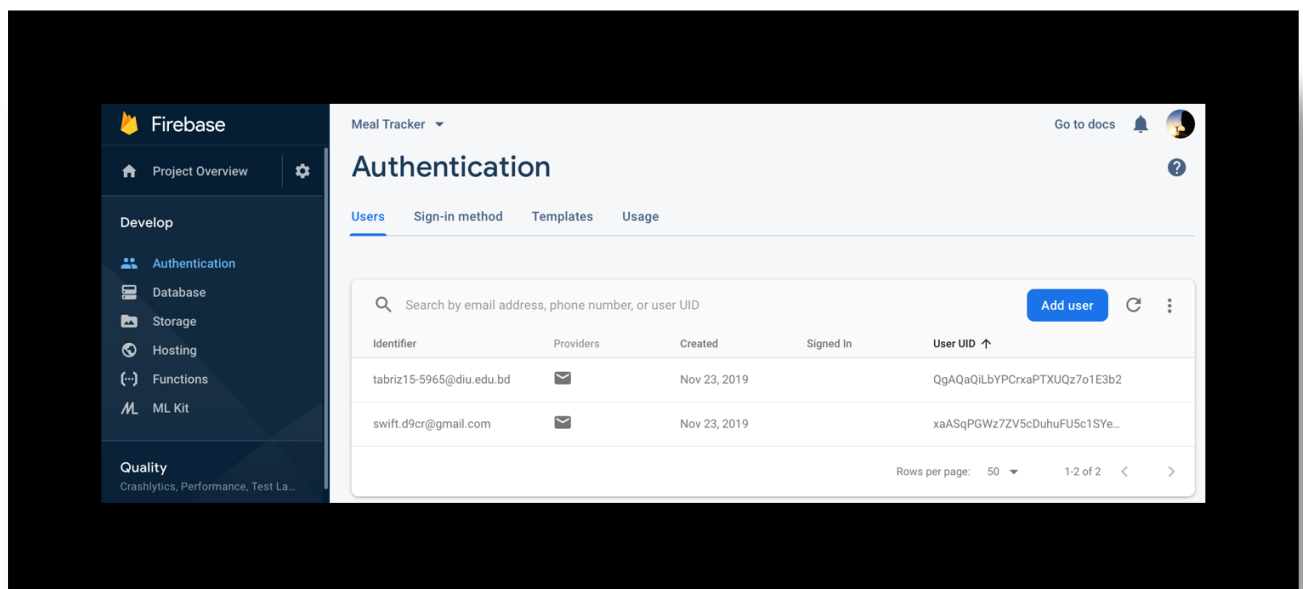 Firebase
Project Overview
Develop
Authentication
Database
Storage
Hosting
Functions
ML Kit
Quality
Crashlytics, Performance, Test La...
Meal Tracker
Go to docs
Authentication
Users Sign-in method Templates Usage
Search by email address, phone number, or user UID
Add user
Identifier Providers Created Signed In User UID
tabriz15-5965@diu.edu.bd Nov 23, 2019 QgAQaQiLbYPCrxaPTXUQz7o1E3b2
swift.d9cr@gmail.com Nov 23, 2019 xaASqPGWz7ZV5cDuhuFU5c1SYe...
Rows per page: 50 1-2 of 2